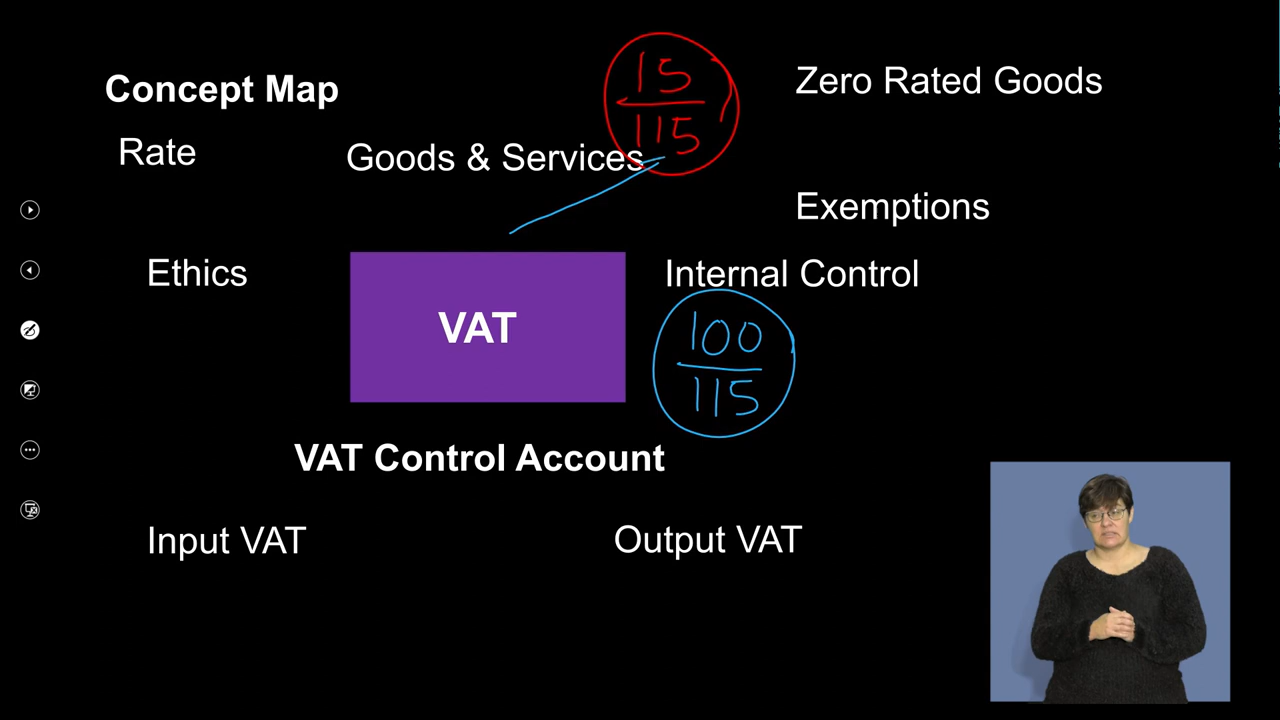 Concept Map
Zero Rated Goods
15
115
Rate
Goods & Services
Exemptions
Ethics
Internal Control
VAT
100
115
VAT Control Account
Input VAT
Output VAT